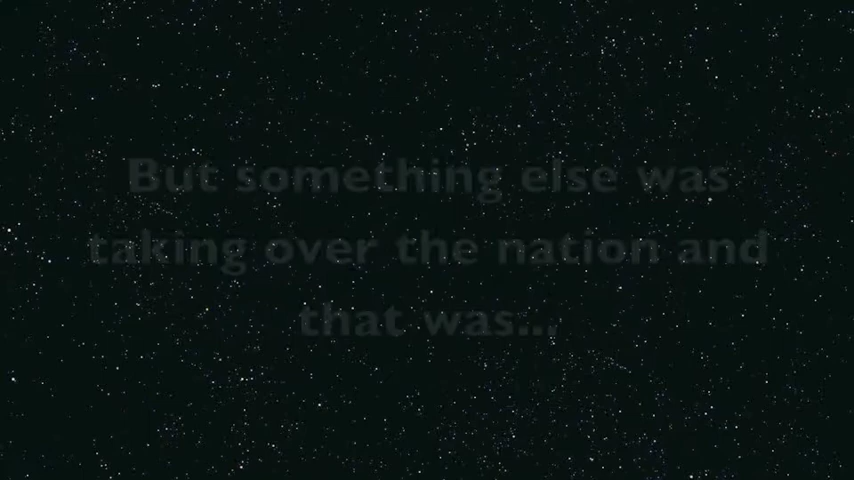 But something else was
taking over the nation and
that was...